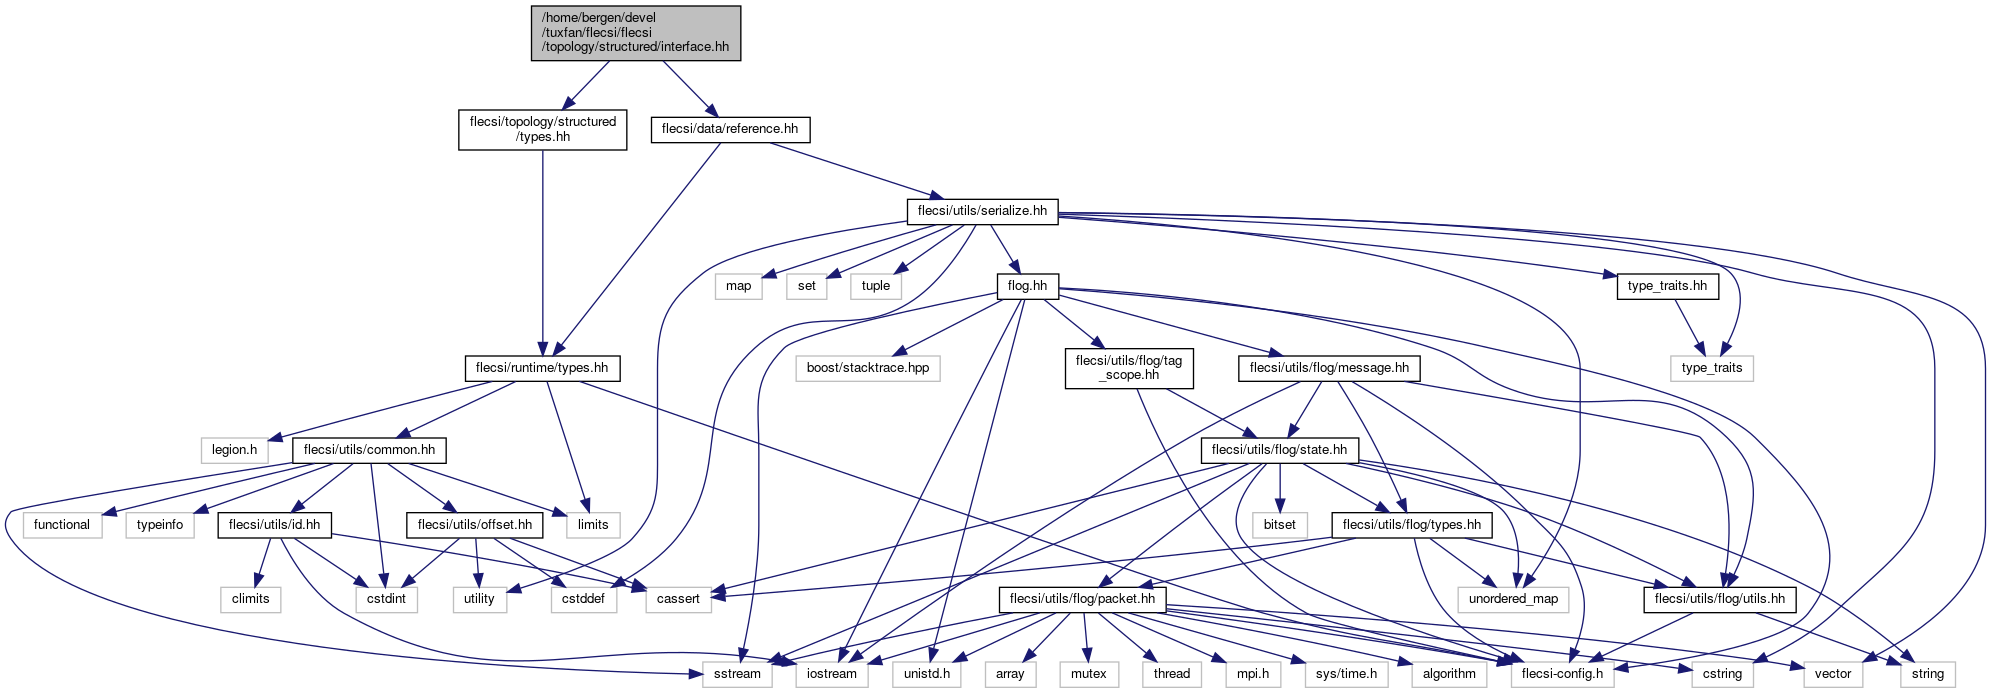 /home/bergen/devel
/tuxfan/flecsi/flecsi
/topology/structured/interface.hh
flecsi/topology/structured
/types.hh
flecsi/data/reference.hh
flecsi/utils/serialize.hh
map
set
tuple
flog.hh
type_traits.hh
flecsi/runtime/types.hh
boost/stacktrace.hpp
flecsi/utils/flog/tag
_scope.hh
flecsi/utils/flog/message.hh
type_traits
legion.h
flecsi/utils/common.hh
flecsi/utils/flog/state.hh
functional
typeinfo
flecsi/utils/id.hh
flecsi/utils/offset.hh
limits
bitset
flecsi/utils/flog/types.hh
climits
cstdint
utility
cstddef
cassert
flecsi/utils/flog/packet.hh
unordered_map
flecsi/utils/flog/utils.hh
sstream
iostream
unistd.h
array
mutex
thread
mpi.h
sys/time.h
algorithm
flecsi-config.h
cstring
vector
string